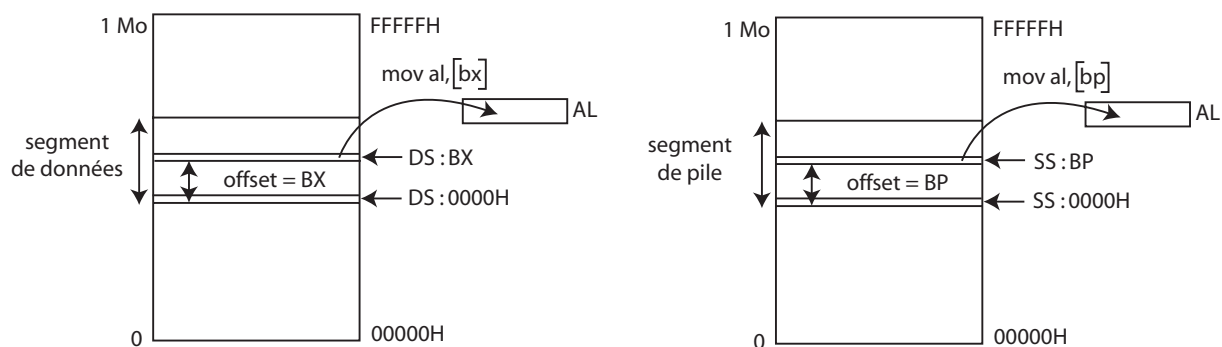 1 Mo
FFFFFH
mov al,[bx]
AL
segment
de données
DS : BX
offset = BX
DS : 0000H
0
00000H
1 Mo
FFFFFH
mov al,[bp]
AL
segment
de pile
SS : BP
offset = BP
SS : 0000H
0
00000H